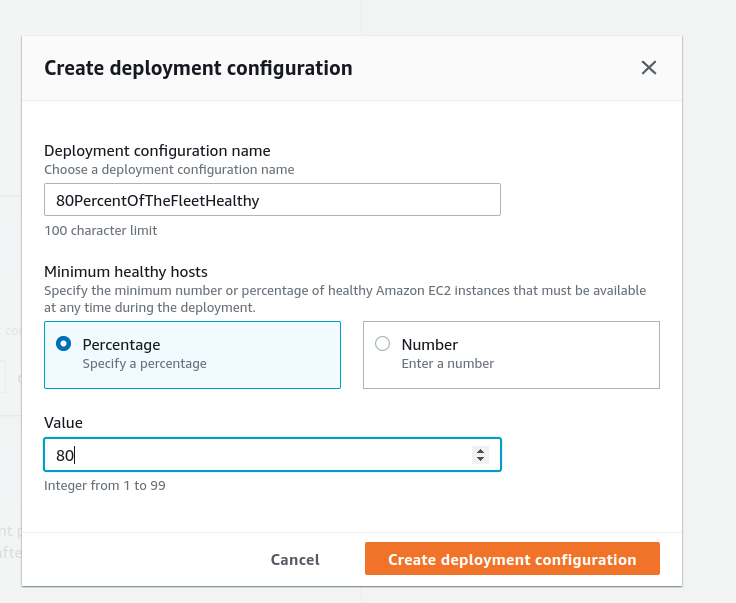 Create deployment configuration
Deployment configuration name
Choose a deployment configuration name
80PercentOfTheFleetHealthy
100 character limit
Minimum healthy hosts
Specify the minimum number or percentage of healthy Amazon EC2 instances that must be available
at any time during the deployment.
Percentage
Specify a percentage
Number
Enter a number
Value
80
Integer from 1 to 99
Cancel
Create deployment configuration